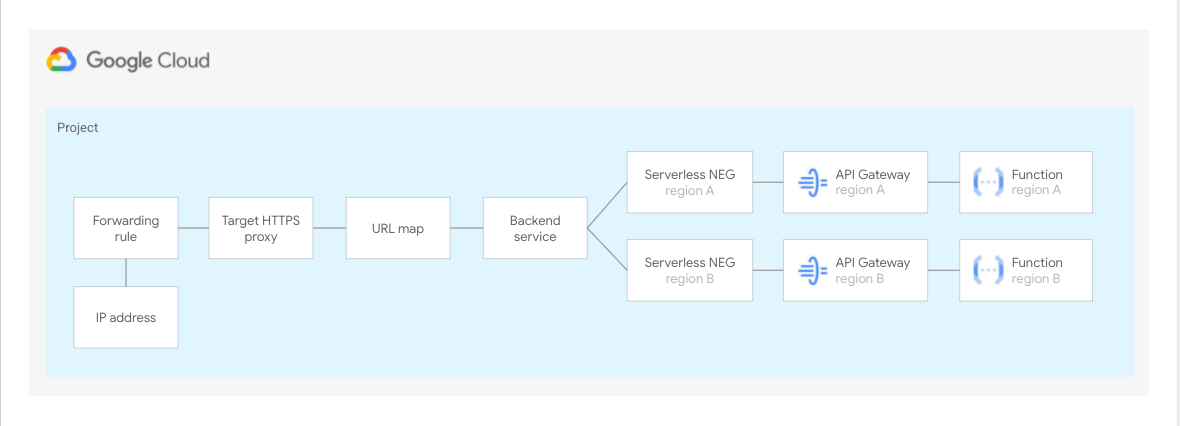 Google Cloud
Project
Forwarding
rule
IP address
Target HTTPS
proxy
URL map
Backend
service
Serverless NEG
region A
API Gateway
region A
Function
region A
Serverless NEG
region B
API Gateway
region B
Function
region B